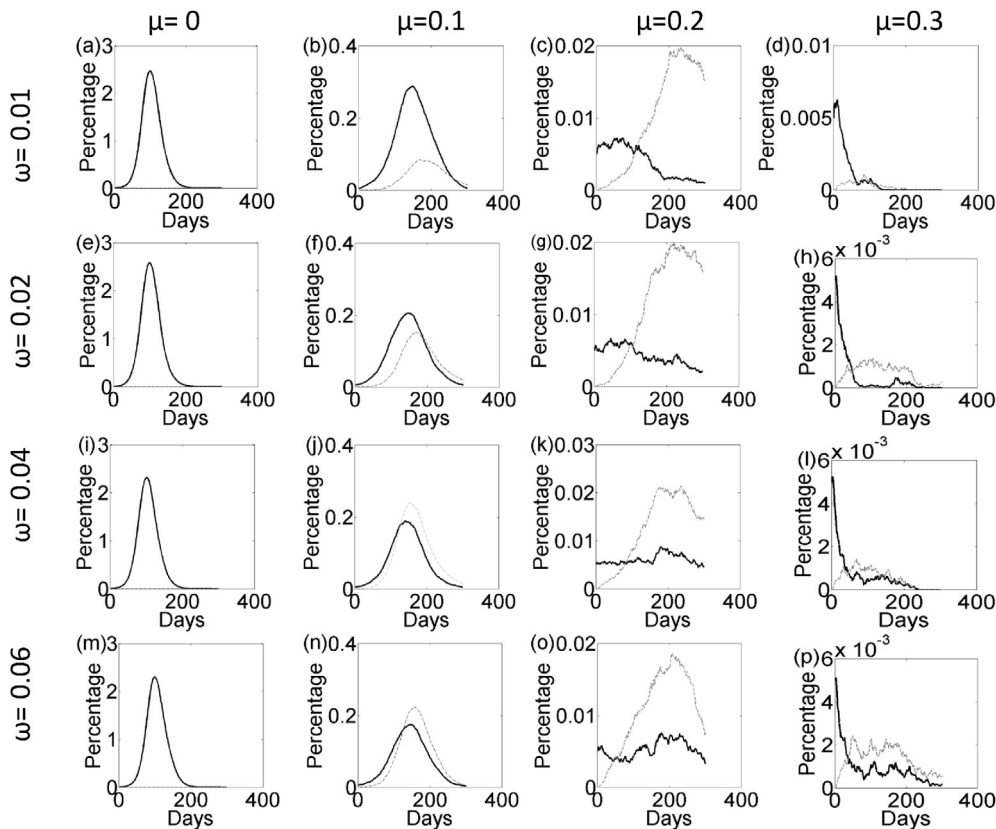 μ= 0 μ=0.1 μ=0.2 μ=0.3
ω= 0.01
(a) 3 2 1 0 Percentage 0 200 400 Days
(b) 0.4 0.2 0 Percentage 0 200 400 Days
(c) 0.02 0.01 0 Percentage 0 200 400 Days
(d) 0.01 0.005 0 Percentage 0 200 400 Days
ω= 0.02
(e) 3 2 1 0 Percentage 0 200 400 Days
(f) 0.4 0.2 0 Percentage 0 200 400 Days
(g) 0.02 0.01 0 Percentage 0 200 400 Days
(h) 6 x 10⁻³ 4 2 0 Percentage 0 200 400 Days
ω= 0.04
(i) 3 2 1 0 Percentage 0 200 400 Days
(j) 0.4 0.2 0 Percentage 0 200 400 Days
(k) 0.03 0.02 0.01 0 Percentage 0 200 400 Days
(l) 6 x 10⁻³ 4 2 0 Percentage 0 200 400 Days
ω= 0.06
(m) 3 2 1 0 Percentage 0 200 400 Days
(n) 0.4 0.2 0 Percentage 0 200 400 Days
(o) 0.02 0.01 0 Percentage 0 200 400 Days
(p) 6 x 10⁻³ 4 2 0 Percentage 0 200 400 Days